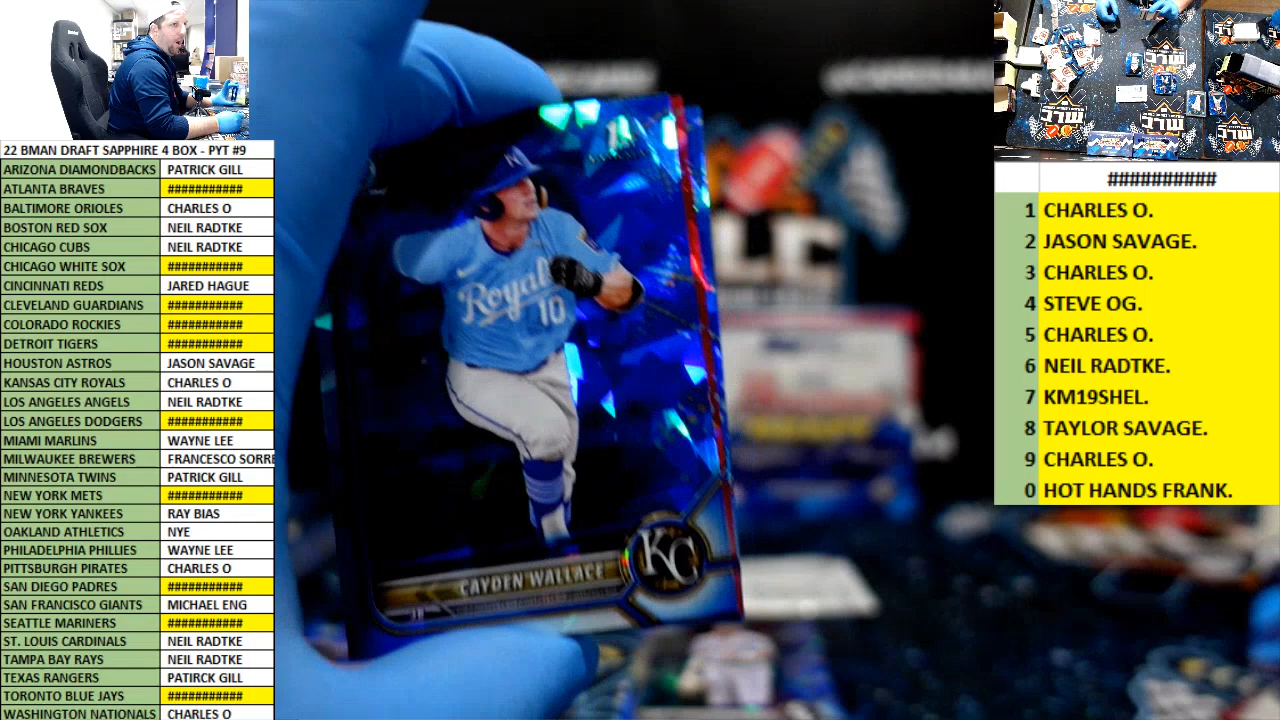 22 BMAN DRAFT SAPPHIRE 4 BOX - PYT #9
ARIZONA DIAMONDBACKS PATRICK GILL
ATLANTA BRAVES ###########
BALTIMORE ORIOLES CHARLES O
BOSTON RED SOX NEIL RADTKE
CHICAGO CUBS NEIL RADTKE
CHICAGO WHITE SOX ###########
CINCINNATI REDS JARED HAGUE
CLEVELAND GUARDIANS ###########
COLORADO ROCKIES ###########
DETROIT TIGERS ###########
HOUSTON ASTROS JASON SAVAGE
KANSAS CITY ROYALS CHARLES O
LOS ANGELES ANGELS NEIL RADTKE
LOS ANGELES DODGERS ###########
MIAMI MARLINS WAYNE LEE
MILWAUKEE BREWERS FRANCESCO SORRE
MINNESOTA TWINS PATRICK GILL
NEW YORK METS ###########
NEW YORK YANKEES RAY BIAS
OAKLAND ATHLETICS NYE
PHILADELPHIA PHILLIES WAYNE LEE
PITTSBURGH PIRATES CHARLES O
SAN DIEGO PADRES ###########
SAN FRANCISCO GIANTS MICHAEL ENG
SEATTLE MARINERS ###########
ST. LOUIS CARDINALS NEIL RADTKE
TAMPA BAY RAYS NEIL RADTKE
TEXAS RANGERS PATIRCK GILL
TORONTO BLUE JAYS ###########
WASHINGTON NATIONALS CHARLES O
Royals
10
KC
CAYDEN WALLACE
###########
1 CHARLES O.
2 JASON SAVAGE.
3 CHARLES O.
4 STEVE OG.
5 CHARLES O.
6 NEIL RADTKE.
7 KM19SHEL.
8 TAYLOR SAVAGE.
9 CHARLES O.
0 HOT HANDS FRANK.